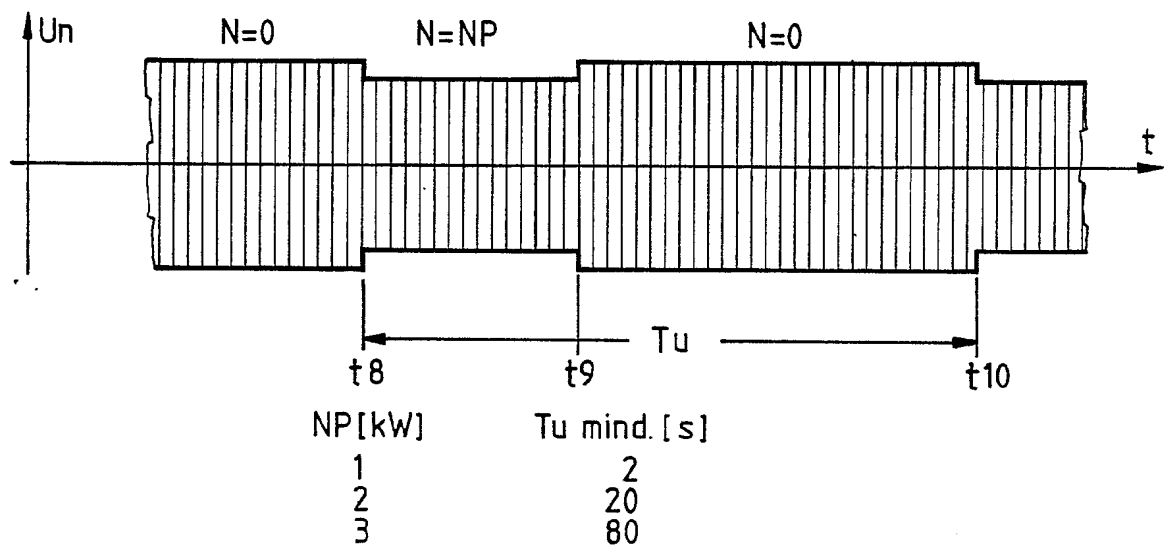 Un N=0 N=NP N=0
t
Tu
t8 t9 t10
NP[kW] Tu mind.[s]
1 2
2 20
3 80